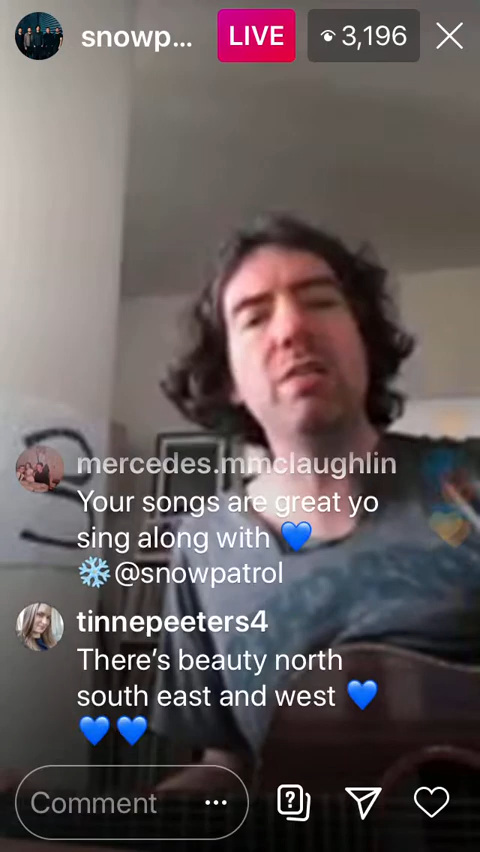 snowp...
LIVE
3,196
mercedes.mmclaughlin
Your songs are great yo
sing along with 💙
❄️@snowpatrol
tinnepeeters4
There's beauty north
south east and west 💙
💙💙
Comment